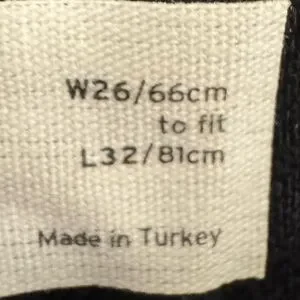 W26/66cm
to fit
L32/81cm
Made in Turkey